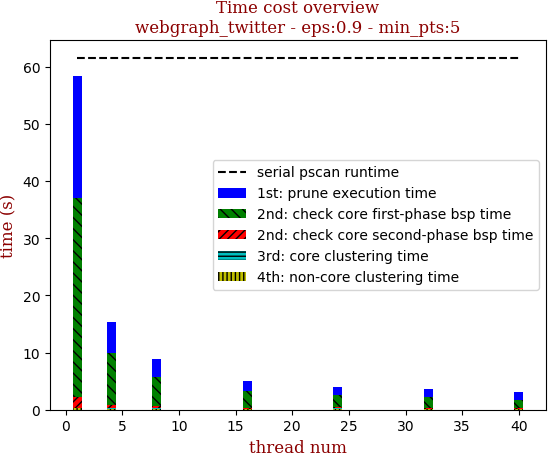 Time cost overview
webgraph_twitter - eps:0.9 - min_pts:5
time (s)
60
50
40
30
20
10
0
serial pscan runtime
1st: prune execution time
2nd: check core first-phase bsp time
2nd: check core second-phase bsp time
3rd: core clustering time
4th: non-core clustering time
0 5 10 15 20 25 30 35 40
thread num